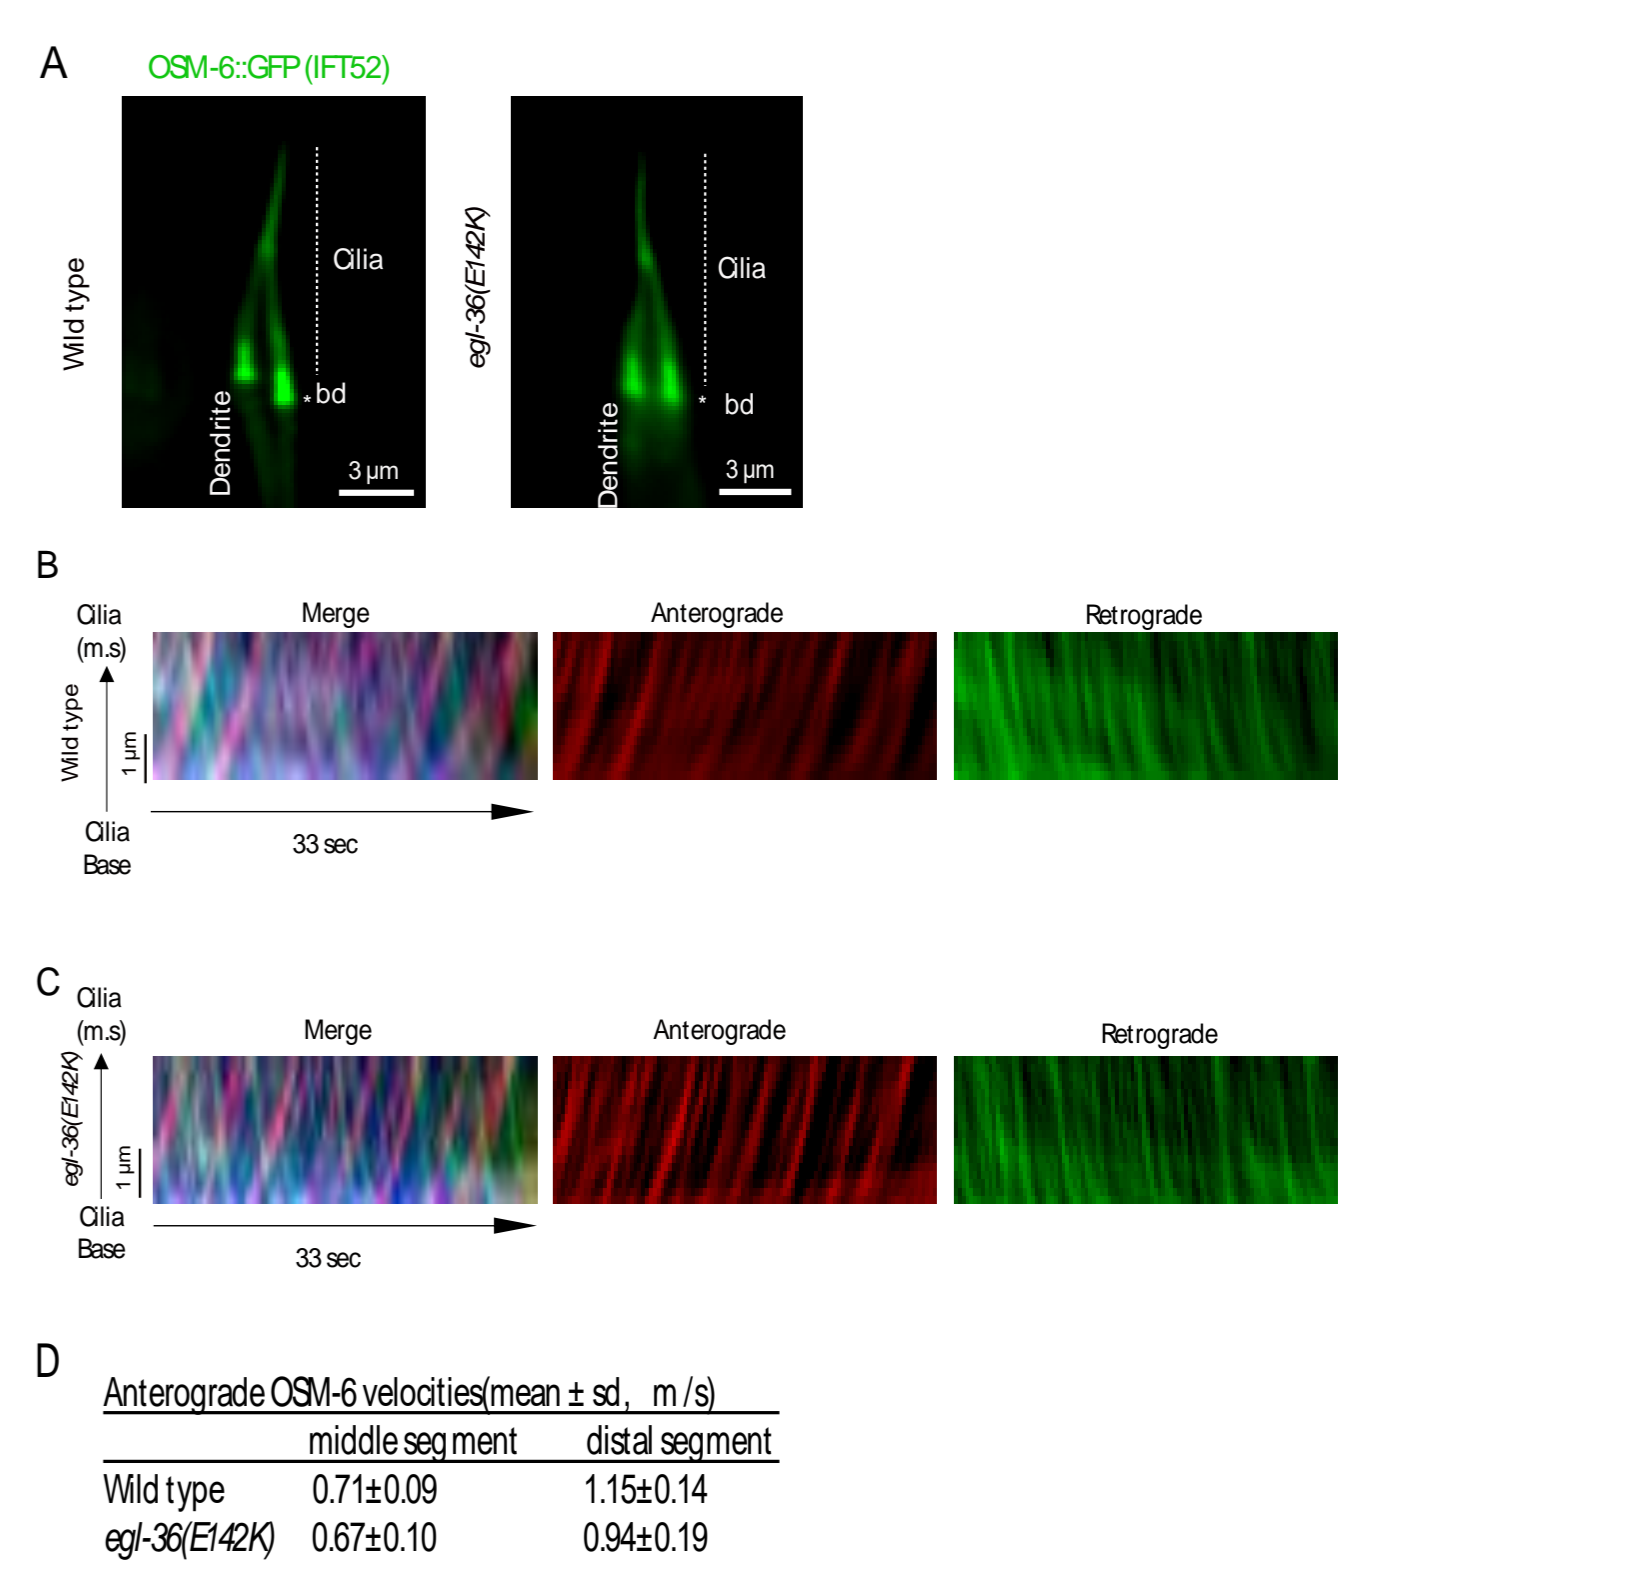 A
OSM-6::GFP (IFT52)
Wild type
Cilia
* bd
Dendrite
3 µm
egl-36(E142K)
Cilia
* bd
Dendrite
3 µm
B
Cilia
(m.s)
Merge
Anterograde
Retrograde
Wild type
1 µm
Cilia
Base
33 sec
C
Cilia
(m.s)
Merge
Anterograde
Retrograde
egl-36(E142K)
1 µm
Cilia
Base
33 sec
D
Anterograde OSM-6 velocities(mean ± sd, m /s)
middle segment distal segment
Wild type 0.71±0.09 1.15±0.14
egl-36(E142K) 0.67±0.10 0.94±0.19